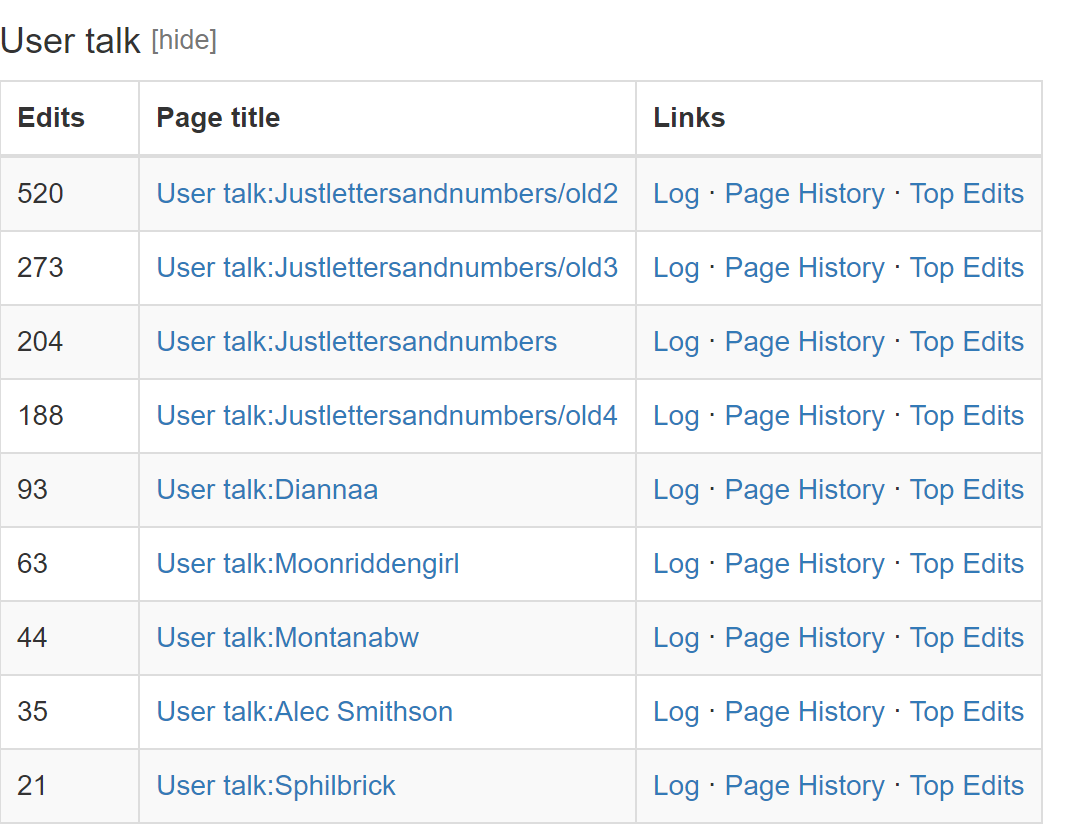 User talk [hide]
Edits Page title Links
520 User talk:Justlettersandnumbers/old2 Log · Page History · Top Edits
273 User talk:Justlettersandnumbers/old3 Log · Page History · Top Edits
204 User talk:Justlettersandnumbers Log · Page History · Top Edits
188 User talk:Justlettersandnumbers/old4 Log · Page History · Top Edits
93 User talk:Diannaa Log · Page History · Top Edits
63 User talk:Moonriddengirl Log · Page History · Top Edits
44 User talk:Montanabw Log · Page History · Top Edits
35 User talk:Alec Smithson Log · Page History · Top Edits
21 User talk:Sphilbrick Log · Page History · Top Edits